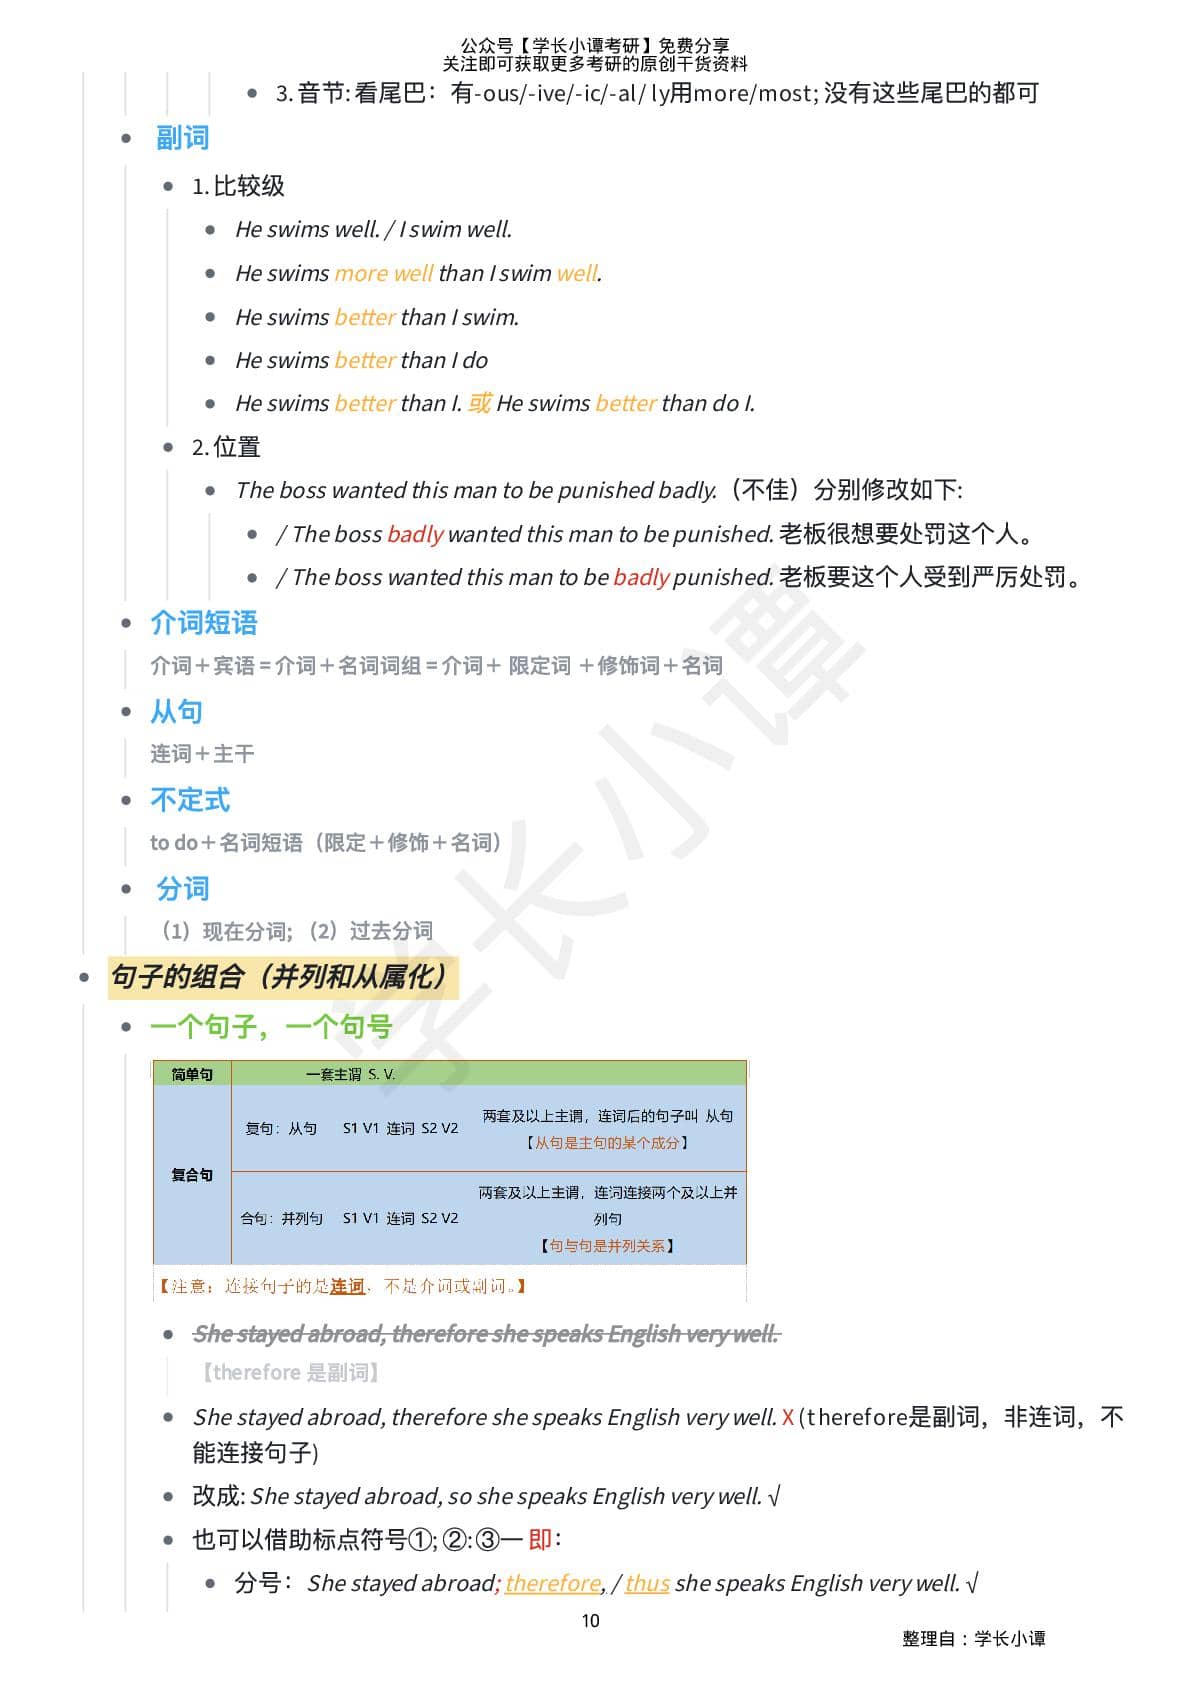 公众号【学长小谭考研】免费分享
关注即可获取更多考研的原创干货资料
3.音节:看尾巴：有-ous/-ive/-ic/-al/ ly用more/most;没有这些尾巴的都可
副词
1.比较级
He swims well. / I swim well.
He swims more well than I swim well.
He swims better than I swim.
He swims better than I do
He swims better than I. 或 He swims better than do I.
2.位置
The boss wanted this man to be punished badly.（不佳）分别修改如下:
/ The boss badly wanted this man to be punished. 老板很想要处罚这个人。
/ The boss wanted this man to be badly punished. 老板要这个人受到严厉处罚。
介词短语
介词＋宾语 = 介词＋名词词组 = 介词＋ 限定词 ＋修饰词＋名词
从句
连词＋主干
不定式
to do＋名词短语（限定＋修饰＋名词）
分词
（1）现在分词;（2）过去分词
句子的组合（并列和从属化）
一个句子，一个句号
简单句 一套主谓 S. V.
复合句
复句：从句 S1 V1 连词 S2 V2 两套及以上主谓，连词后的句子叫 从句
【从句是主句的某个成分】
合句：并列句 S1 V1 连词 S2 V2 两套及以上主谓，连词连接两个及以上并
列句
【句与句是并列关系】
【注意：连接句子的是连词，不是介词或副词。】
She stayed abroad, therefore she speaks English very well.
【therefore 是副词】
She stayed abroad, therefore she speaks English very well. X (therefore是副词，非连词，不
能连接句子)
改成: She stayed abroad, so she speaks English very well. √
也可以借助标点符号①; ②: ③— 即：
分号：She stayed abroad; therefore, / thus she speaks English very well. √
10
整理自：学长小谭
学长小谭